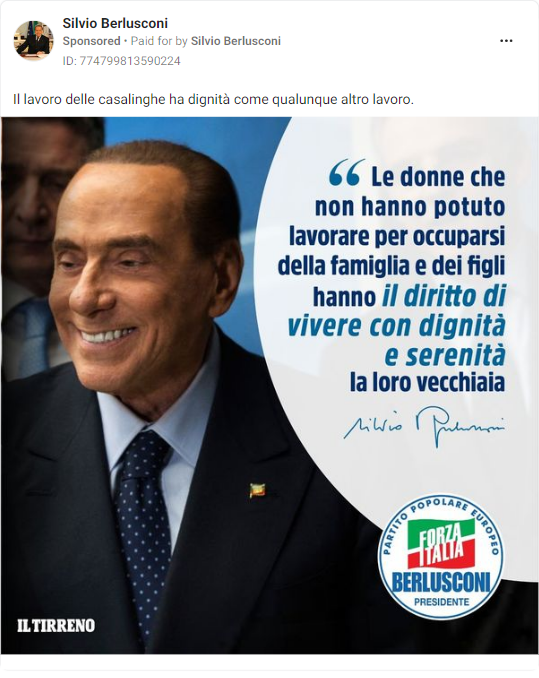 Silvio Berlusconi
Sponsored • Paid for by Silvio Berlusconi
ID: 774799813590224
Il lavoro delle casalinghe ha dignità come qualunque altro lavoro.
“ Le donne che
non hanno potuto
lavorare per occuparsi
della famiglia e dei figli
hanno il diritto di
vivere con dignità
e serenità
la loro vecchiaia
Silvio Berlusconi
PARTITO POPOLARE EUROPEO
FORZA
ITALIA
BERLUSCONI
PRESIDENTE
IL TIRRENO